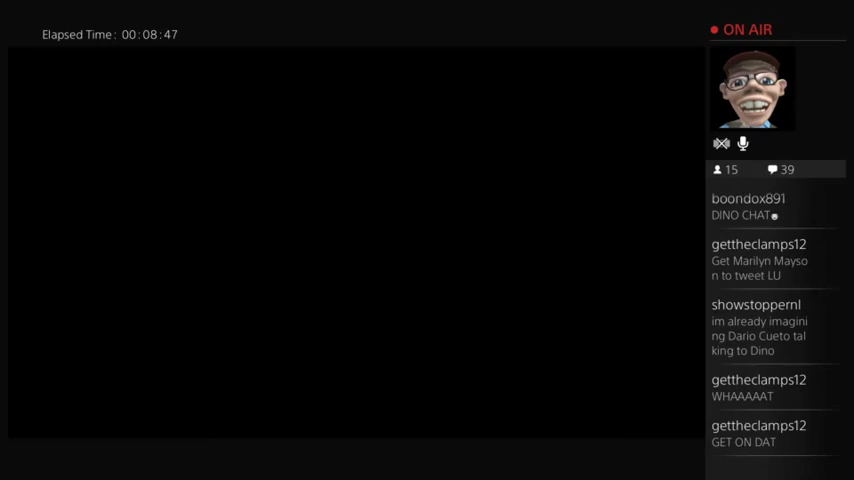 Elapsed Time: 00:08:47
ON AIR
15 39
boondox891
DINO CHAT
gettheclamps12
Get Marilyn Mayso
n to tweet LU
showstoppernl
im already imagini
ng Dario Cueto tal
king to Dino
gettheclamps12
WHAAAAAT
gettheclamps12
GET ON DAT